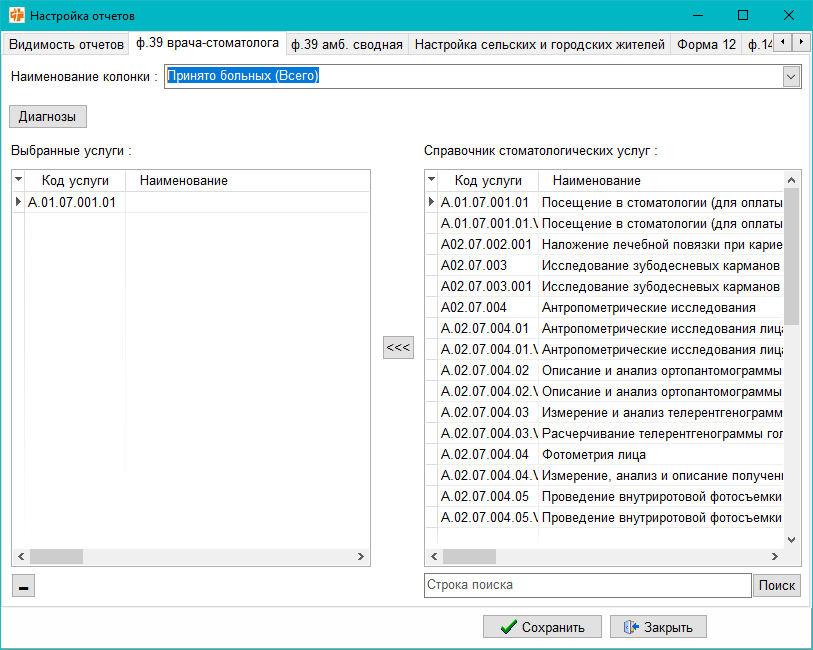 Настройка отчетов
Видимость отчетов ф.39 врача-стоматолога ф.39 амб. сводная Настройка сельских и городских жителей Форма 12 ф.14
Наименование колонки : Принято больных (Всего)
Диагнозы
Выбранные услуги :
Код услуги Наименование
A.01.07.001.01
<<<
Справочник стоматологических услуг :
Код услуги Наименование
A.01.07.001.01 Посещение в стоматологии (для оплаты
A.01.07.001.01.V Посещение в стоматологии (для оплаты
A02.07.002.001 Наложение лечебной повязки при карие
A02.07.003 Исследование зубодесневых карманов
A02.07.003.001 Исследование зубодесневых карманов
A02.07.004 Антропометрические исследования
A.02.07.004.01 Антропометрические исследования лица
A.02.07.004.01.V Антропометрические исследования лица
A.02.07.004.02 Описание и анализ ортопантомограммы
A.02.07.004.02.V Описание и анализ ортопантомограммы
A.02.07.004.03 Измерение и анализ телерентгенограмм
A.02.07.004.03.V Расчерчивание телерентгенограммы гол
A.02.07.004.04 Фотометрия лица
A.02.07.004.04.V Измерение, анализ и описание получен
A.02.07.004.05 Проведение внутриротовой фотосъемки
A.02.07.004.05.V Проведение внутриротовой фотосъемки
Строка поиска Поиск
Сохранить Закрыть